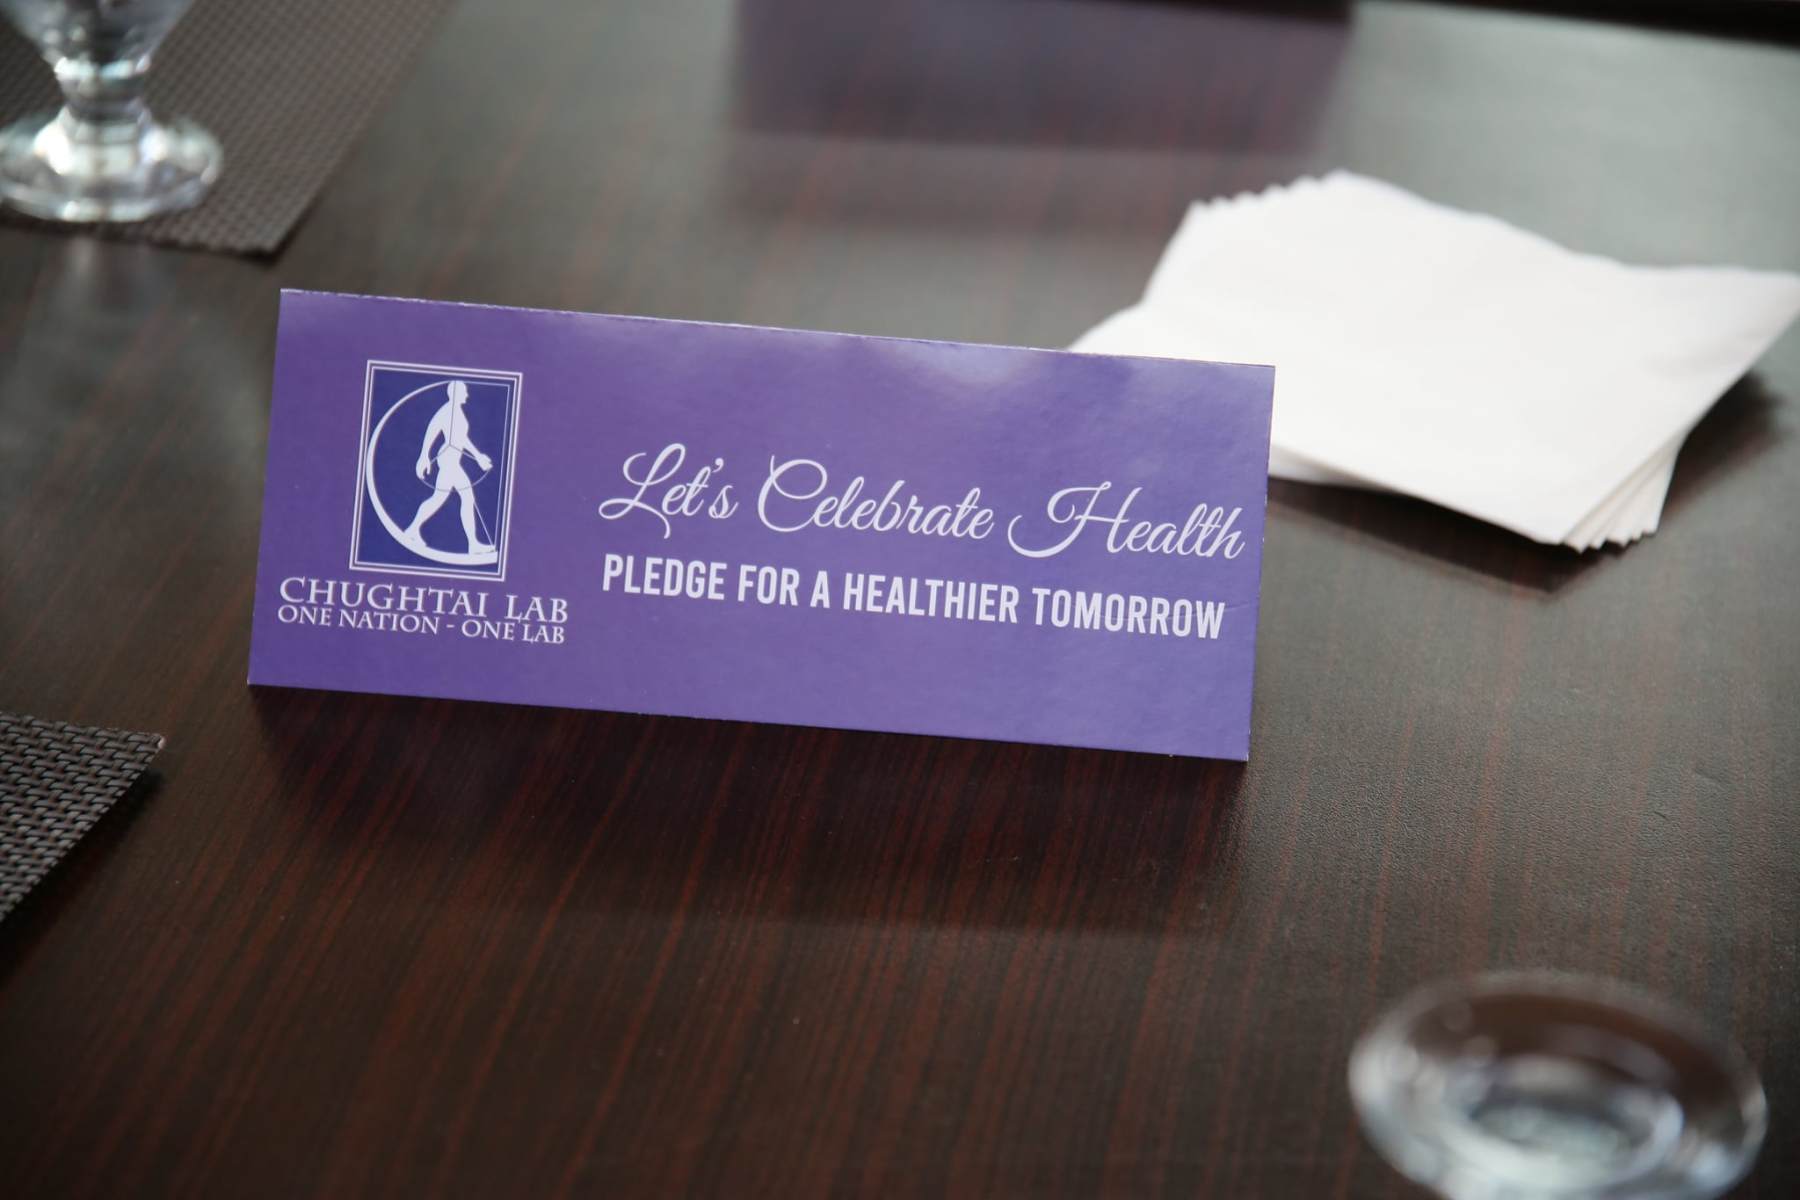 CHUGHTAI LAB
ONE NATION - ONE LAB
Let's Celebrate Health
PLEDGE FOR A HEALTHIER TOMORROW